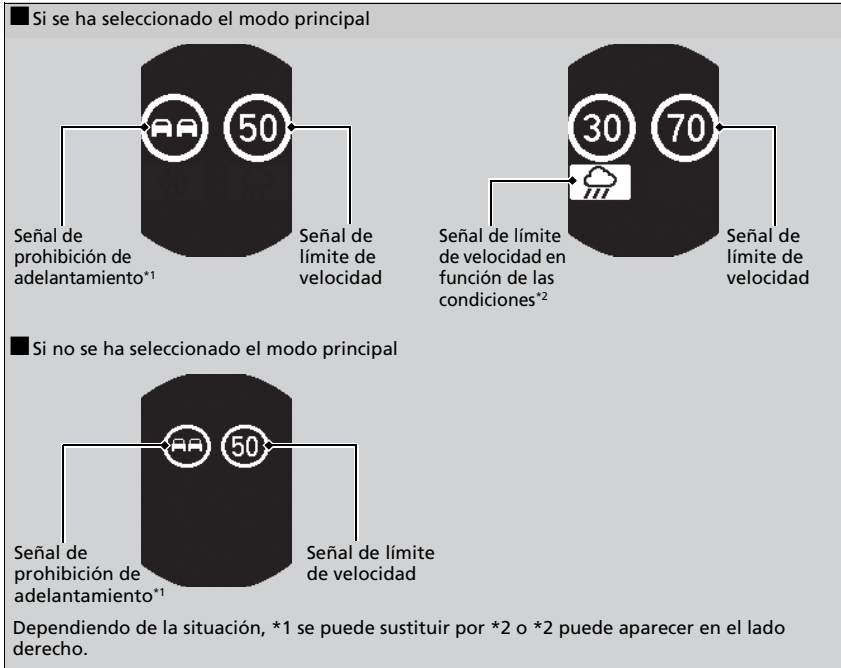 Si se ha seleccionado el modo principal
50
30
70
Señal de
prohibición de
adelantamiento*1
Señal de
límite de
velocidad
Señal de límite
de velocidad en
función de las
condiciones*2
Señal de
límite de
velocidad
Si no se ha seleccionado el modo principal
50
Señal de
prohibición de
adelantamiento*1
Señal de límite
de velocidad
Dependiendo de la situación, *1 se puede sustituir por *2 o *2 puede aparecer en el lado
derecho.